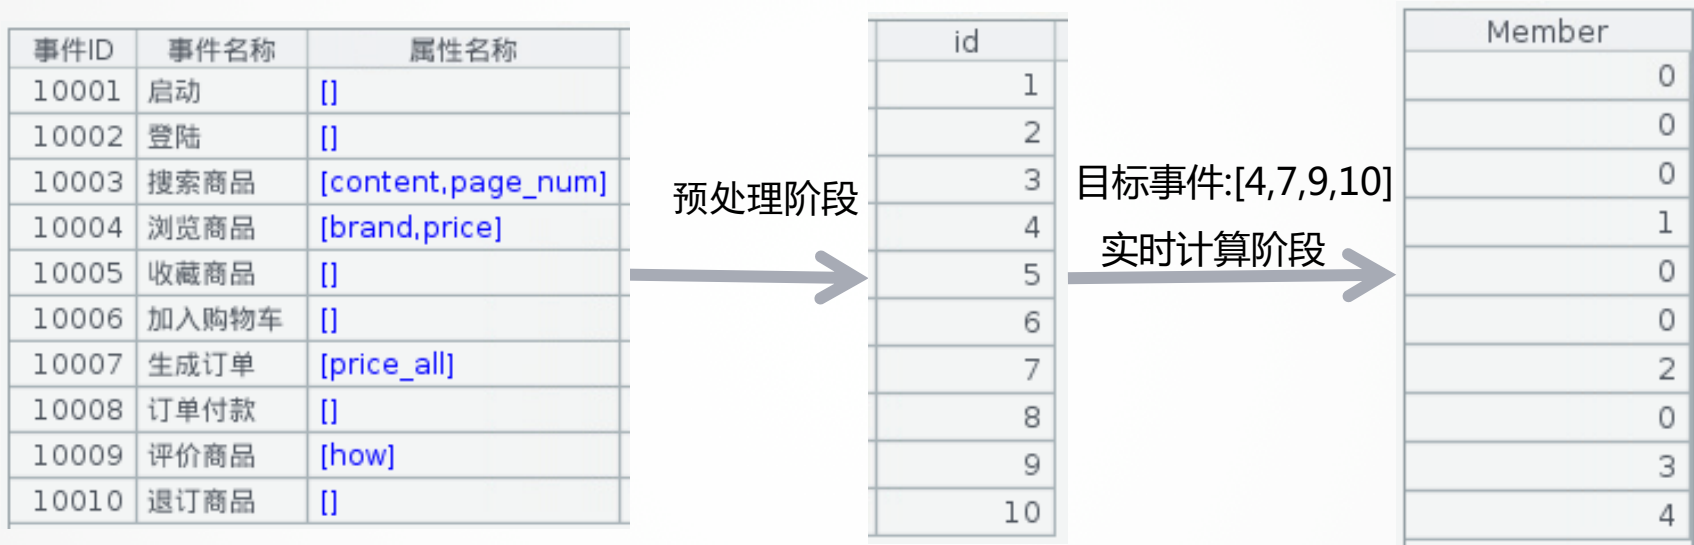 事件ID 事件名称 属性名称
10001 启动 []
10002 登陆 []
10003 搜索商品 [content,page_num]
10004 浏览商品 [brand,price]
10005 收藏商品 []
10006 加入购物车 []
10007 生成订单 [price_all]
10008 订单付款 []
10009 评价商品 [how]
10010 退订商品 []
预处理阶段
id
1
2
3
4
5
6
7
8
9
10
目标事件:[4,7,9,10]
实时计算阶段
Member
0
0
0
1
0
0
2
0
3
4